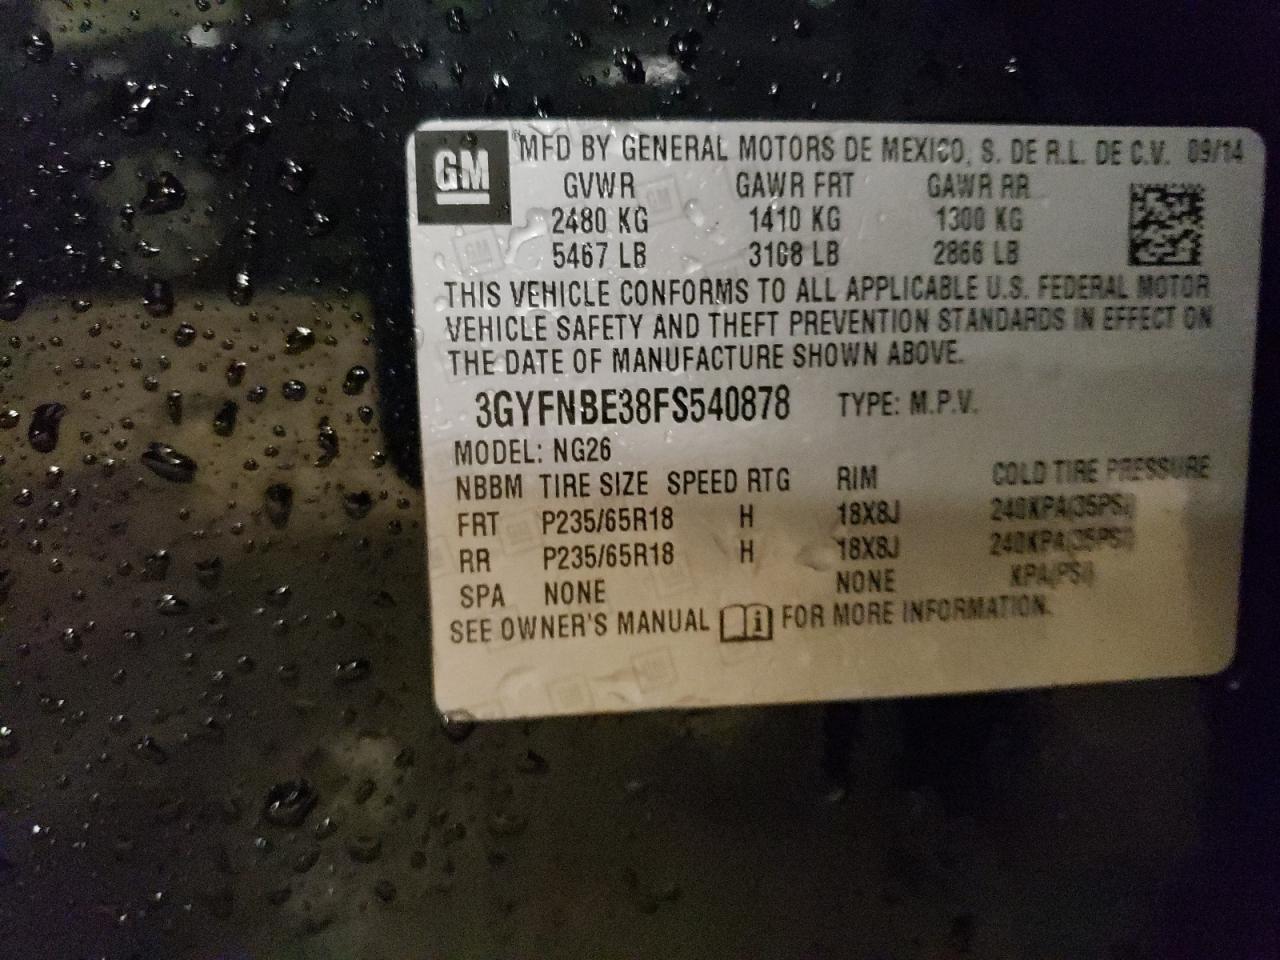 GM
MFD BY GENERAL MOTORS DE MEXICO, S. DE R.L. DE C.V. 09/14
GVWR GAWR FRT GAWR RR
2480 KG 1410 KG 1300 KG
5467 LB 3108 LB 2866 LB
THIS VEHICLE CONFORMS TO ALL APPLICABLE U.S. FEDERAL MOTOR
VEHICLE SAFETY AND THEFT PREVENTION STANDARDS IN EFFECT ON
THE DATE OF MANUFACTURE SHOWN ABOVE.
3GYFNBE38FS540878 TYPE: M.P.V.
MODEL: NG26
NBBM TIRE SIZE SPEED RTG RIM COLD TIRE PRESSURE
FRT P235/65R18 H 18X8J 240KPA(35PSI)
RR P235/65R18 H 18X8J 240KPA(35PSI)
SPA NONE NONE KPA(PSI)
SEE OWNER'S MANUAL FOR MORE INFORMATION.